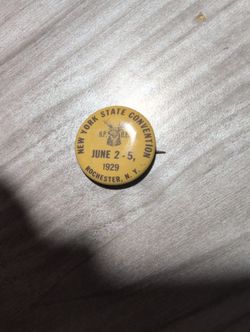 NEW YORK STATE CONVENTION
B.P. O.E.
JUNE 2-5,
1929
ROCHESTER, N.Y.